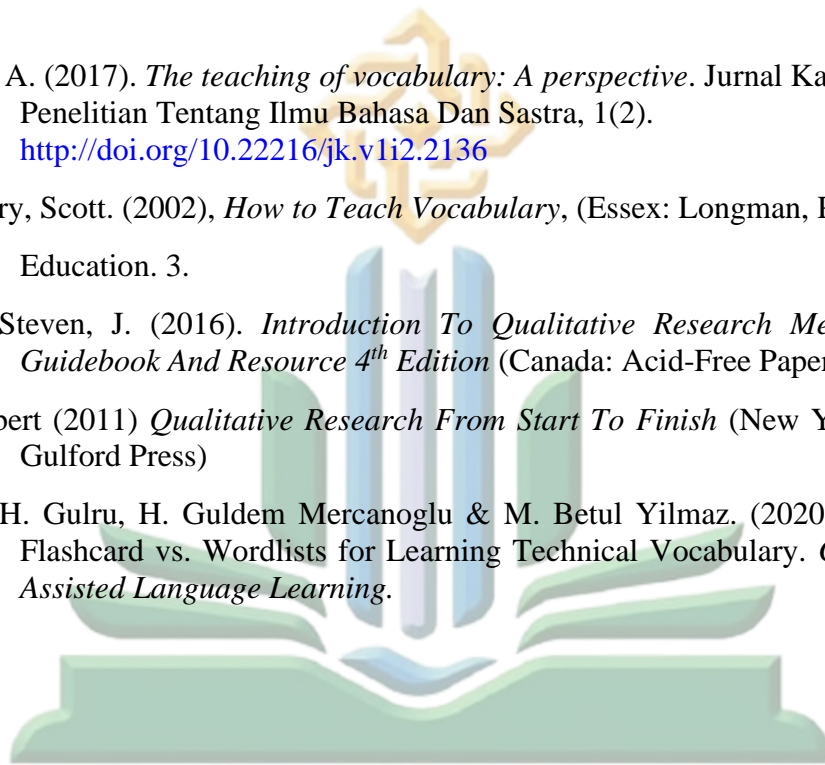 A. (2017). The teaching of vocabulary: A perspective. Jurnal Ka
Penelitian Tentang Ilmu Bahasa Dan Sastra, 1(2).
http://doi.org/10.22216/jk.v1i2.2136
ry, Scott. (2002), How to Teach Vocabulary, (Essex: Longman,
Education. 3.
Steven, J. (2016). Introduction To Qualitative Research Me
Guidebook And Resource 4th Edition (Canada: Acid-Free Paper
bert (2011) Qualitative Research From Start To Finish (New Y
Gulford Press)
H. Gulru, H. Guldem Mercanoglu & M. Betul Yilmaz. (2020
Flashcard vs. Wordlists for Learning Technical Vocabulary.
Assisted Language Learning.